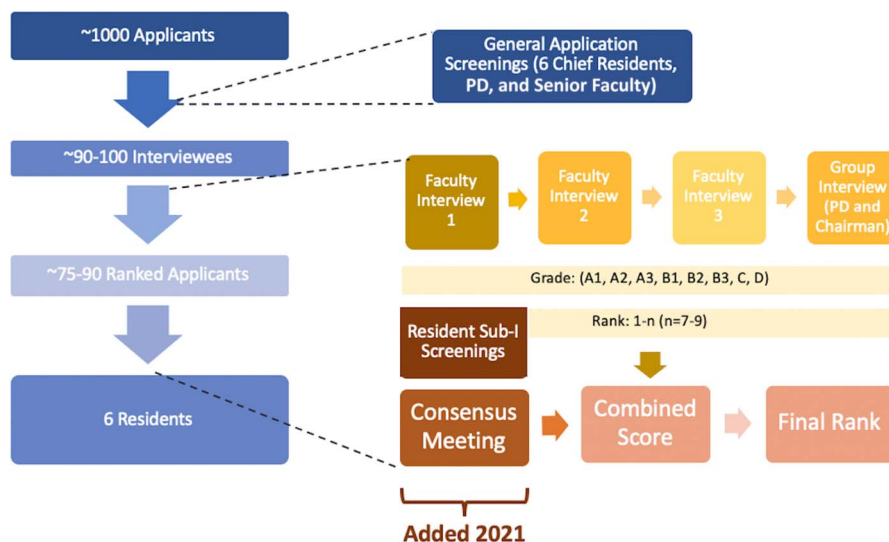 ~1000 Applicants
General Application
Screenings (6 Chief Residents,
PD, and Senior Faculty)
~90-100 Interviewees
Faculty
Interview
1
Faculty
Interview
2
Faculty
Interview
3
Group
Interview
(PD and
Chairman)
~75-90 Ranked Applicants
Grade: (A1, A2, A3, B1, B2, B3, C, D)
Resident Sub-I
Screenings
Rank: 1-n (n=7-9)
6 Residents
Consensus
Meeting
Combined
Score
Final Rank
Added 2021